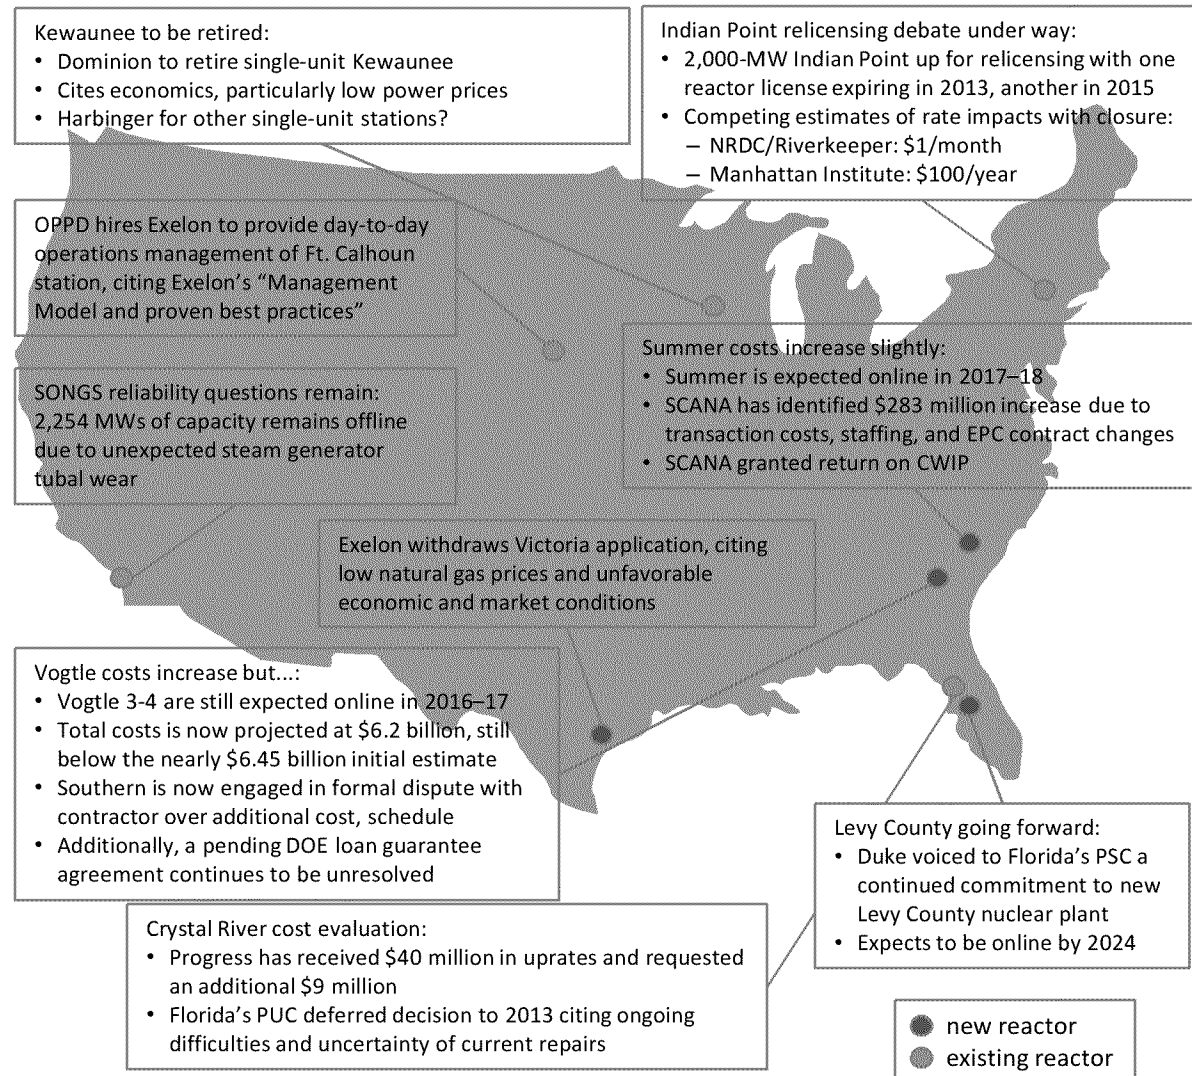 Kewaunee to be retired:
• Dominion to retire single-unit Kewaunee
• Cites economics, particularly low power prices
• Harbinger for other single-unit stations?
Indian Point relicensing debate under way:
• 2,000-MW Indian Point up for relicensing with one
reactor license expiring in 2013, another in 2015
• Competing estimates of rate impacts with closure:
– NRDC/Riverkeeper: $1/month
– Manhattan Institute: $100/year
OPPD hires Exelon to provide day-to-day
operations management of Ft. Calhoun
station, citing Exelon's “Management
Model and proven best practices”
Summer costs increase slightly:
• Summer is expected online in 2017–18
• SCANA has identified $283 million increase due to
transaction costs, staffing, and EPC contract changes
• SCANA granted return on CWIP
SONGS reliability questions remain:
2,254 MWs of capacity remains offline
due to unexpected steam generator
tubal wear
Exelon withdraws Victoria application, citing
low natural gas prices and unfavorable
economic and market conditions
Vogtle costs increase but...:
• Vogtle 3-4 are still expected online in 2016–17
• Total costs is now projected at $6.2 billion, still
below the nearly $6.45 billion initial estimate
• Southern is now engaged in formal dispute with
contractor over additional cost, schedule
• Additionally, a pending DOE loan guarantee
agreement continues to be unresolved
Levy County going forward:
• Duke voiced to Florida's PSC a
continued commitment to new
Levy County nuclear plant
• Expects to be online by 2024
Crystal River cost evaluation:
• Progress has received $40 million in uprates and requested
an additional $9 million
• Florida's PUC deferred decision to 2013 citing ongoing
difficulties and uncertainty of current repairs
new reactor
existing reactor